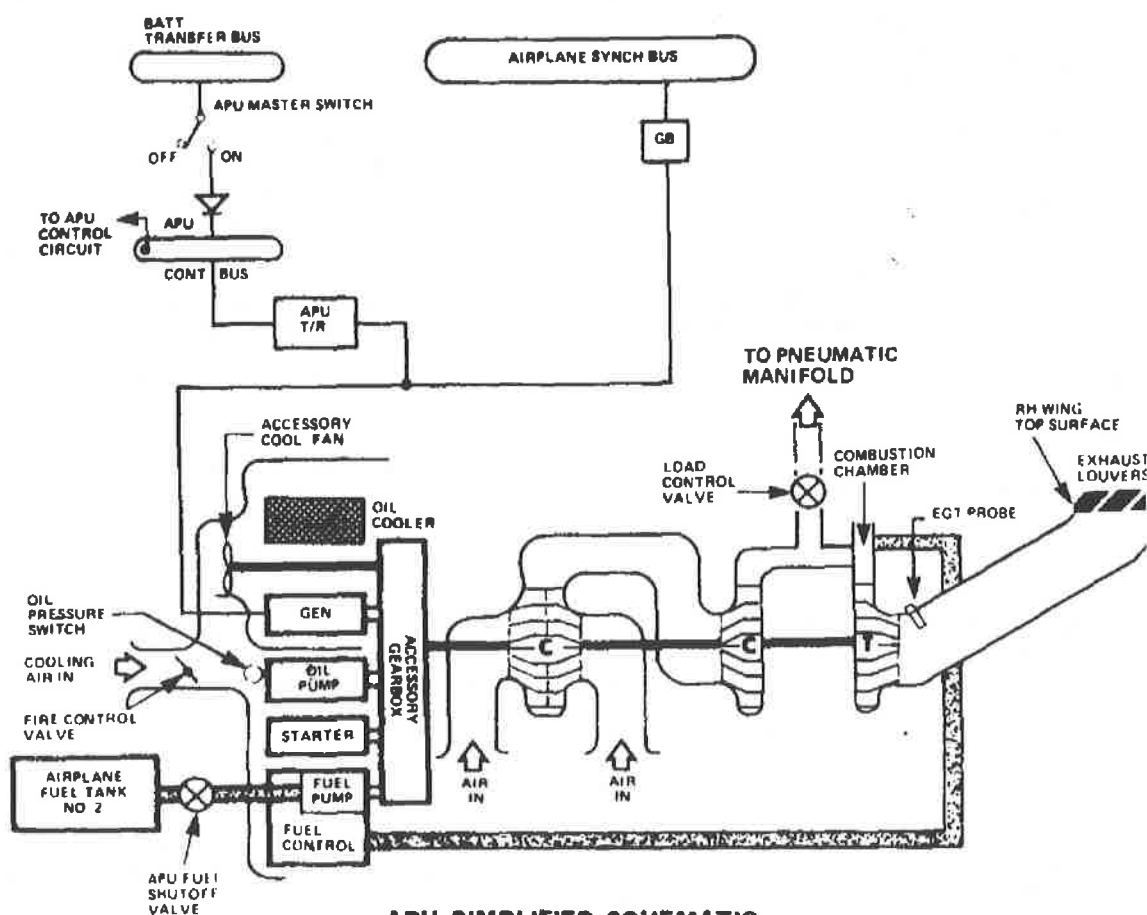 BATT
TRANSFER BUS
AIRPLANE SYNCH BUS
APU MASTER SWITCH
OFF
ON
GB
TO APU
CONTROL
CIRCUIT
APU
CONT BUS
APU
T/R
TO PNEUMATIC
MANIFOLD
ACCESSORY
COOL FAN
RH WING
TOP SURFACE
LOAD
CONTROL
VALVE
COMBUSTION
CHAMBER
EXHAUST
LOUVERS
EGT PROBE
OIL
COOLER
OIL
PRESSURE
SWITCH
GEN
ACCESSORY
GEARBOX
C
C
T
COOLING
AIR IN
OIL
PUMP
FIRE CONTROL
VALVE
STARTER
AIR
IN
AIR
IN
AIRPLANE
FUEL TANK
NO 2
FUEL
PUMP
FUEL
CONTROL
APU FUEL
SHUTOFF
VALVE
APU SIMPLIFIED SCHEMATIC